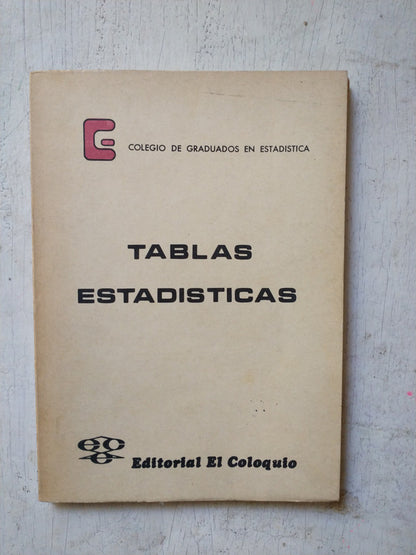 COLEGIO DE GRADUADOS EN ESTADISTICA
TABLAS
ESTADISTICAS
Editorial El Coloquio